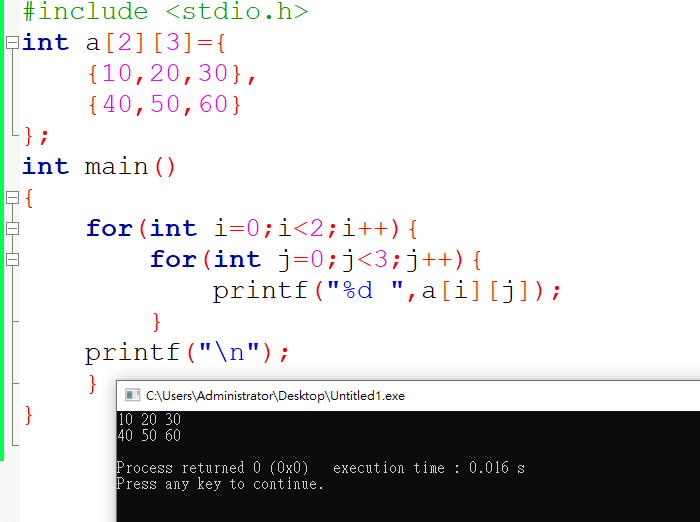 #include <stdio.h>
int a[2][3]={
    {10,20,30},
    {40,50,60}
};
int main()
{
    for(int i=0;i<2;i++){
        for(int j=0;j<3;j++){
            printf("%d ",a[i][j]);
        }
    printf("\n");
    }
}
C:\Users\Administrator\Desktop\Untitled1.exe
10 20 30
40 50 60
Process returned 0 (0x0)   execution time : 0.016 s
Press any key to continue.